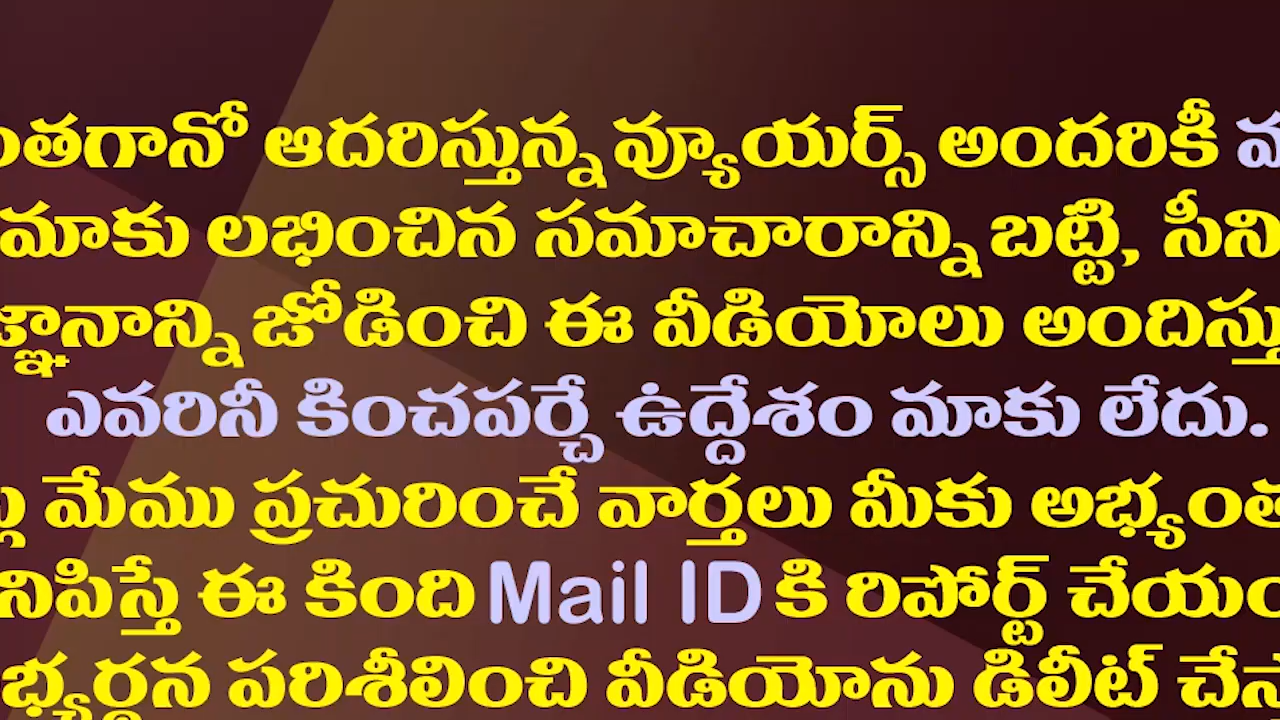 ంతగానో ఆదరిస్తున్న వ్యూయర్స్ అందరికీ
మాకు లభించిన సమాచారాన్ని బట్టి, సీని
జ్ఞానాన్ని జోడించి ఈ వీడియోలు అందిస్తు
ఎవరినీ కించపర్చే ఉద్దేశం మాకు లేదు.
మేము ప్రచురించే వార్తలు మీకు అభ్యంత
నిపిస్తే ఈ కింది Mail ID కి రిపోర్ట్ చేయం
భ్యర్థన పరిశీలించి వీడియోను డిలీట్ చేస